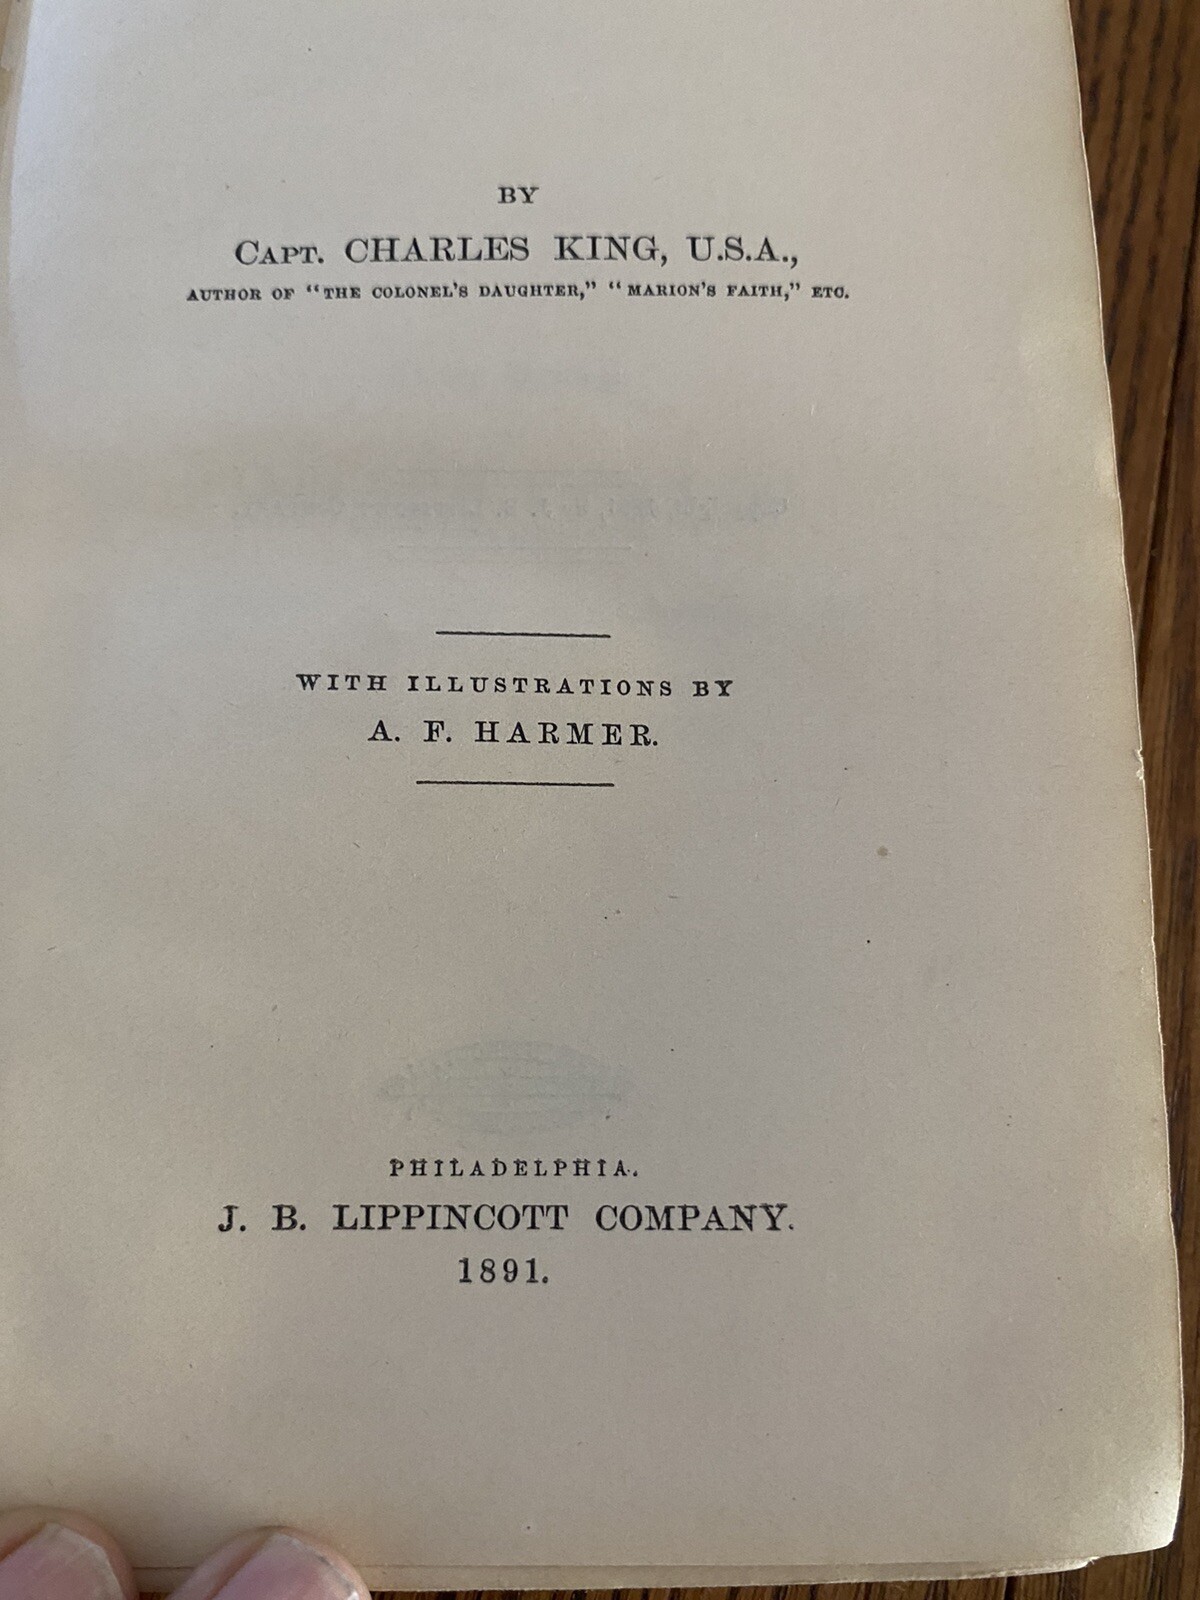 BY
CAPT. CHARLES KING, U.S.A.,
AUTHOR OF "THE COLONEL'S DAUGHTER," "MARION'S FAITH," ETC.
WITH ILLUSTRATIONS BY
A. F. HARMER.
PHILADELPHIA.
J. B. LIPPINCOTT COMPANY.
1891.